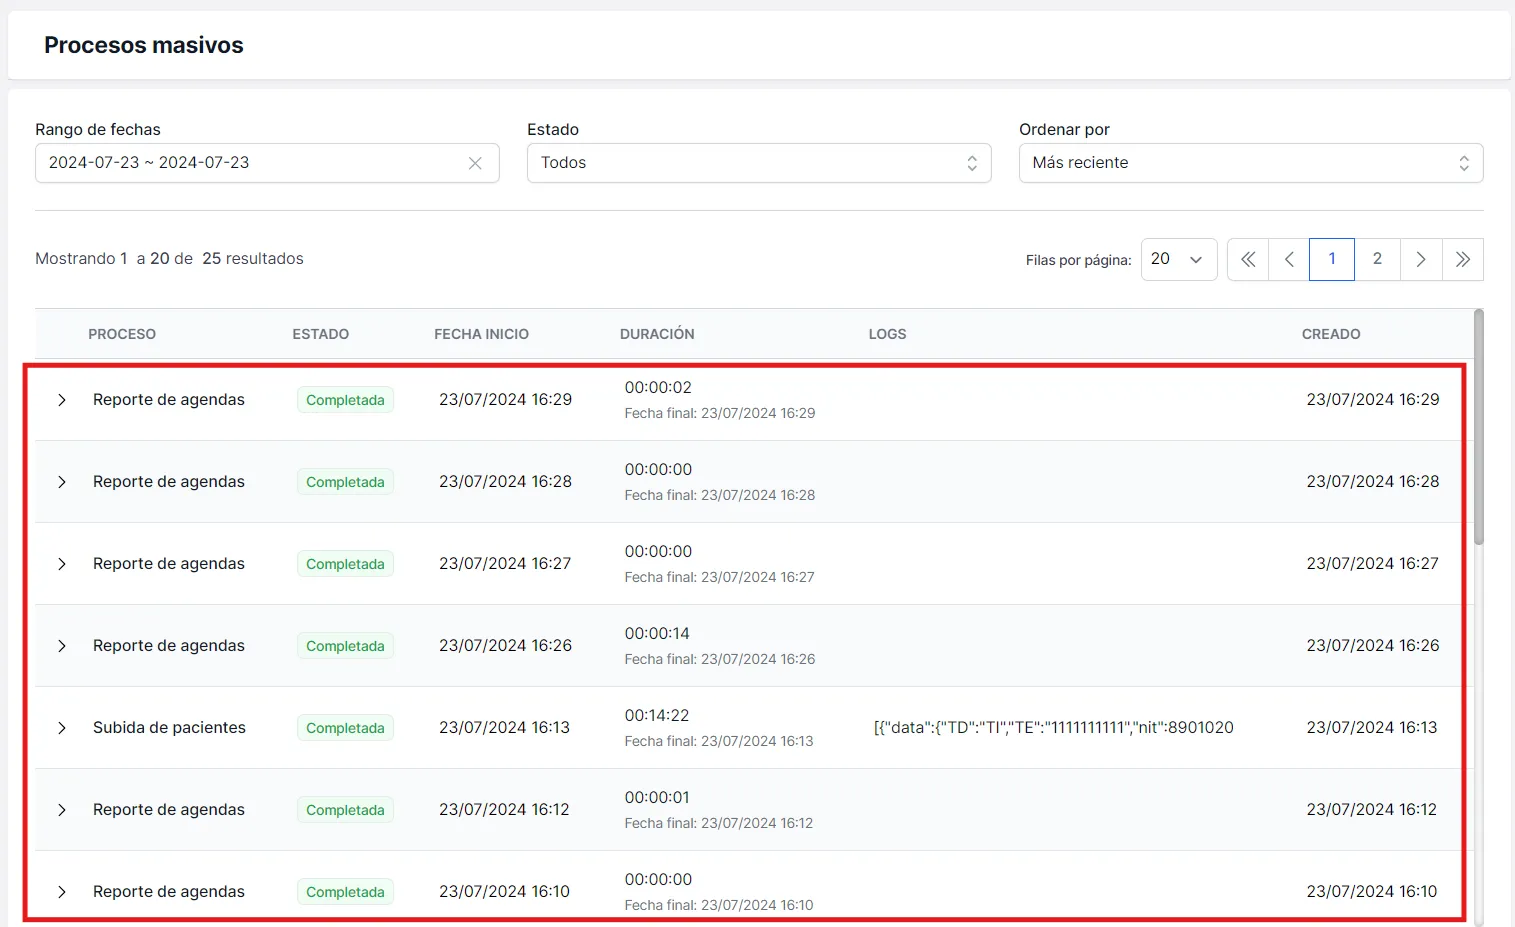 Procesos masivos
Rango de fechas
Estado
Ordenar por
2024-07-23 ~ 2024-07-23
Todos
Más reciente
Mostrando 1 a 20 de 25 resultados
Filas por página: 20 1 2
PROCESO ESTADO FECHA INICIO DURACIÓN LOGS CREADO
Reporte de agendas Completada 23/07/2024 16:29 00:00:02 23/07/2024 16:29
Fecha final: 23/07/2024 16:29
Reporte de agendas Completada 23/07/2024 16:28 00:00:00 23/07/2024 16:28
Fecha final: 23/07/2024 16:28
Reporte de agendas Completada 23/07/2024 16:27 00:00:00 23/07/2024 16:27
Fecha final: 23/07/2024 16:27
Reporte de agendas Completada 23/07/2024 16:26 00:00:14 23/07/2024 16:26
Fecha final: 23/07/2024 16:26
Subida de pacientes Completada 23/07/2024 16:13 00:14:22 [{"data":{"TD":"TI","TE":"1111111111","nit":8901020 23/07/2024 16:13
Fecha final: 23/07/2024 16:13
Reporte de agendas Completada 23/07/2024 16:12 00:00:01 23/07/2024 16:12
Fecha final: 23/07/2024 16:12
Reporte de agendas Completada 23/07/2024 16:10 00:00:00 23/07/2024 16:10
Fecha final: 23/07/2024 16:10